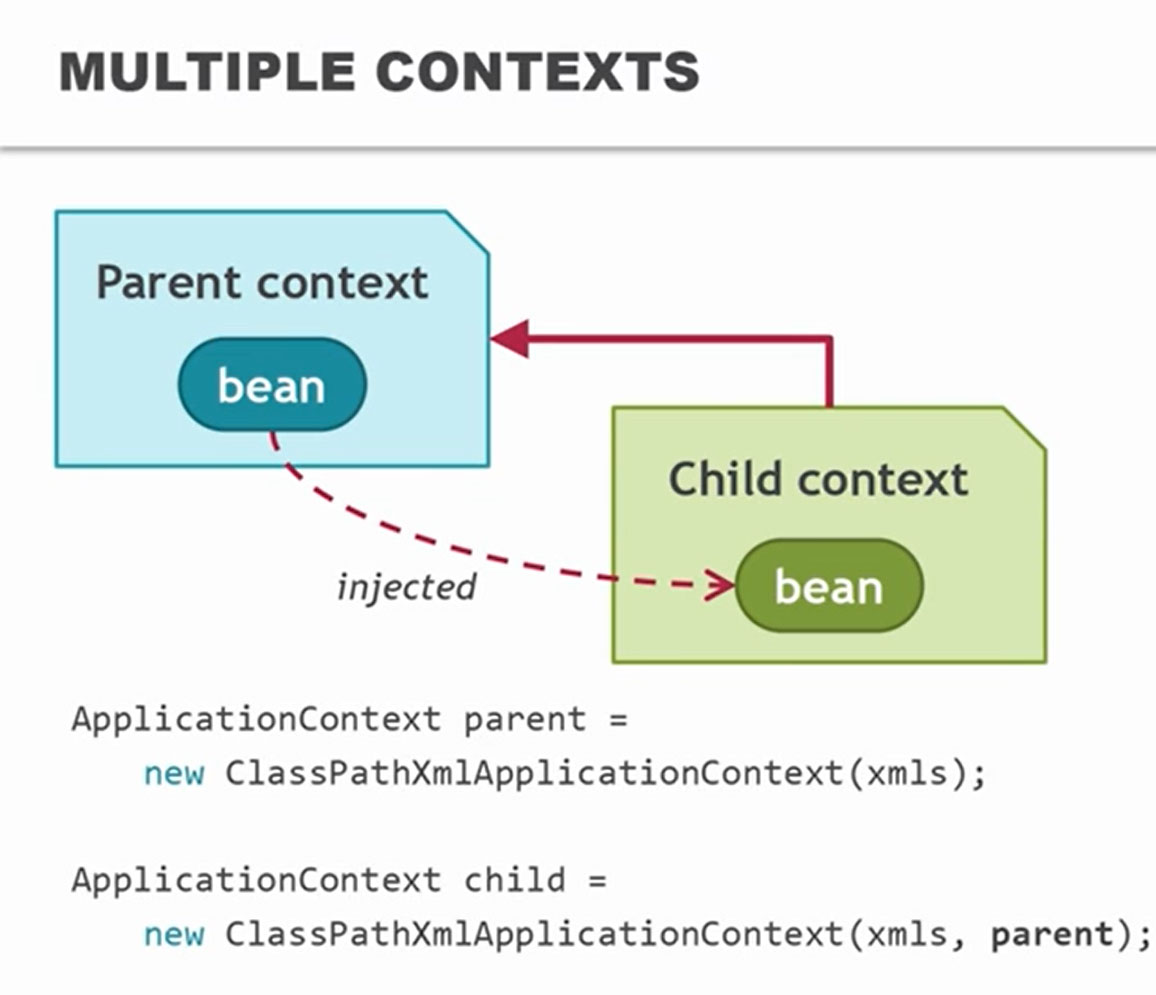 MULTIPLE CONTEXTS
Parent context
bean
Child context
bean
injected
ApplicationContext parent =
new ClassPathXmlApplicationContext(xmls);
ApplicationContext child =
new ClassPathXmlApplicationContext(xmls, parent);